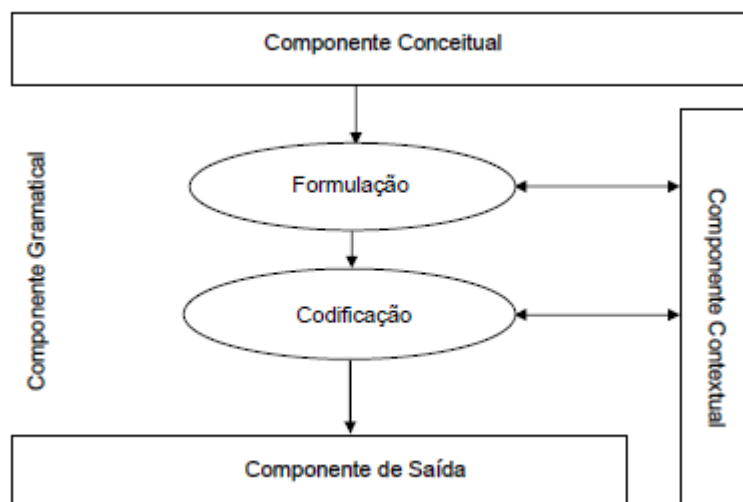 Componente Conceitual
Componente Gramatical
Formulação
Componente Contextual
Codificação
Componente de Saída